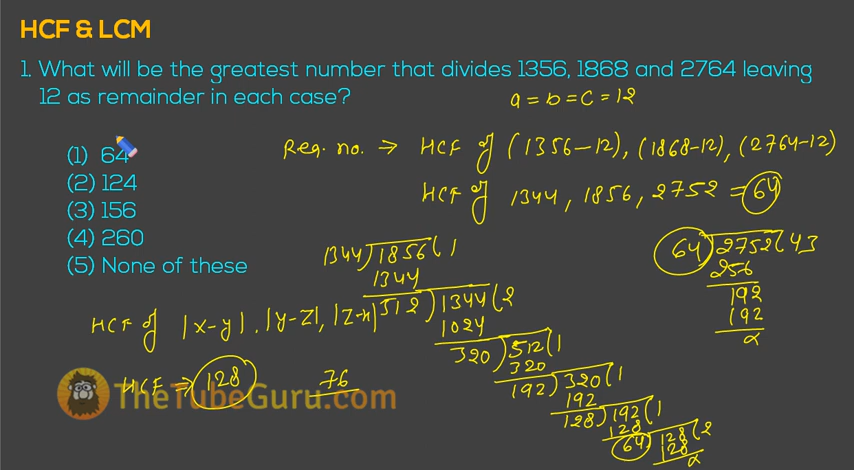 HCF & LCM
1. What will be the greatest number that divides 1356, 1868 and 2764 leaving
12 as remainder in each case?
a = b = c = 12
(1) 64
(2) 124
(3) 156
(4) 260
(5) None of these
Req. no. → HCF of (1356-12), (1868-12), (2764-12)
HCF of 1344, 1856, 2752 = 64
1344) 1856 ( 1
1344
512) 1344 ( 2
1024
320) 512 ( 1
320
192) 320 ( 1
192
128) 192 ( 1
128
64) 128 ( 2
128
x
64) 2752 ( 43
256
192
192
x
HCF of |x-y|, |y-z|, |z-x|
HCF ⇒ 128
76
TheTubeGuru.com